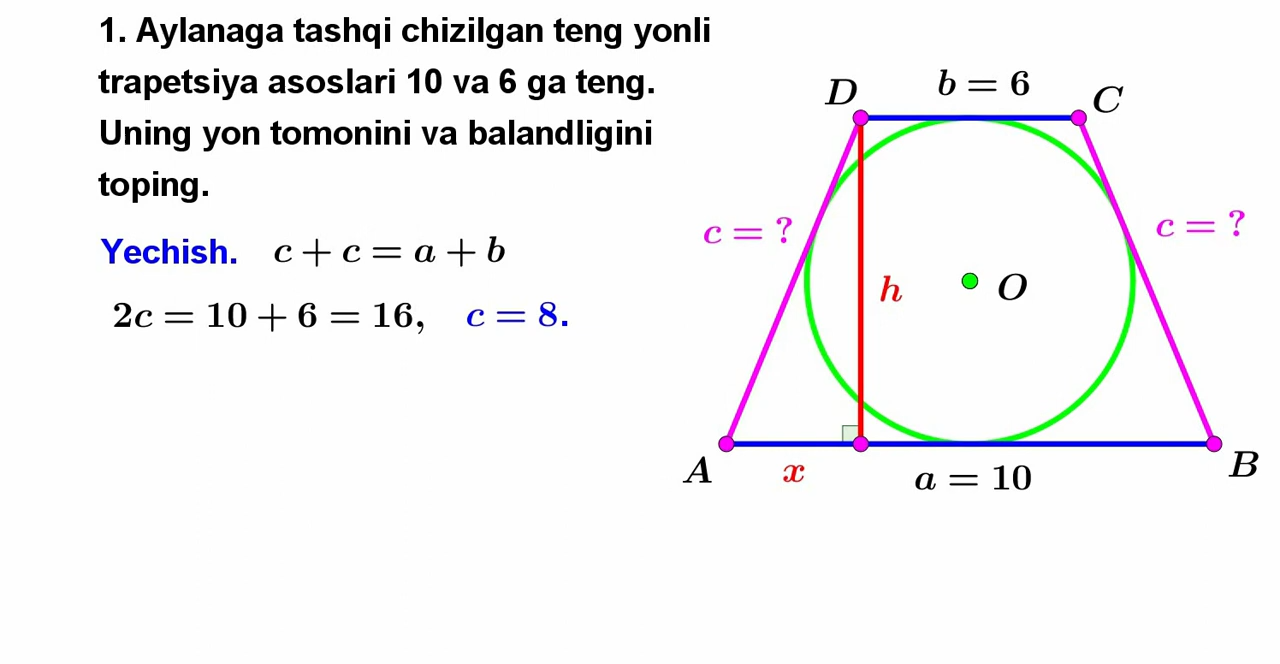 1. Aylanaga tashqi chizilgan teng yonli
trapetsiya asoslari 10 va 6 ga teng.
Uning yon tomonini va balandligini
toping.
Yechish. c + c = a + b
2c = 10 + 6 = 16, c = 8.
D
b = 6
C
c = ?
c = ?
h
O
A
x
a = 10
B